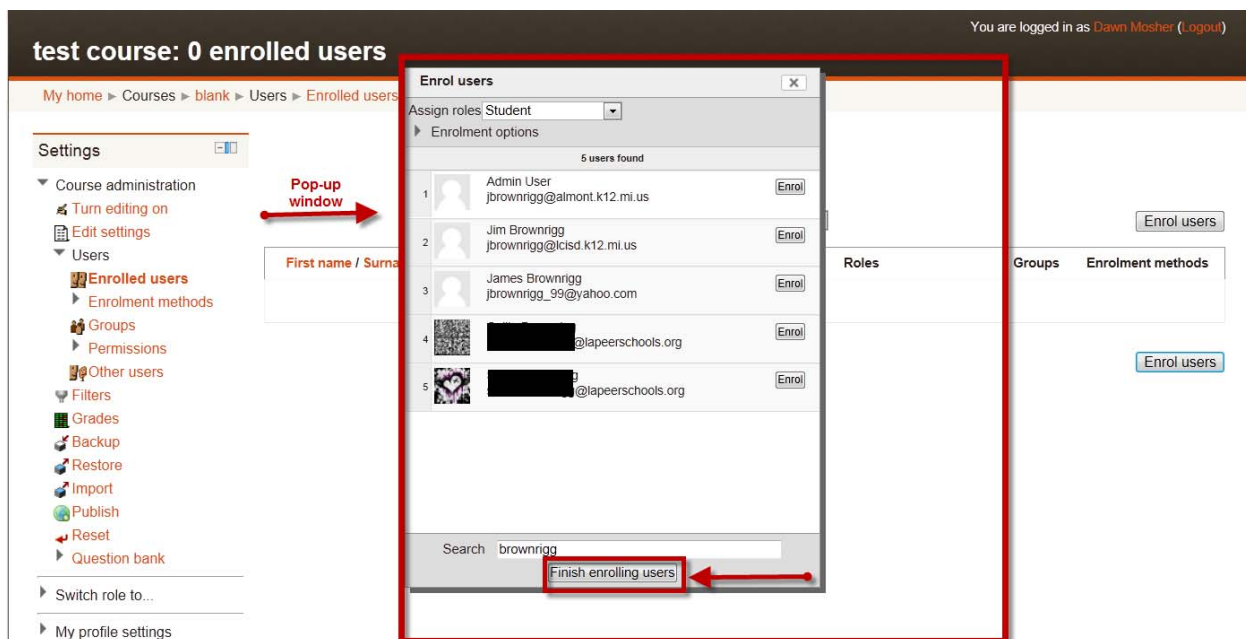 You are logged in as Dawn Mosher (Logout)
test course: 0 enrolled users
My home ► Courses ► blank ► Users ► Enrolled users
Settings
Course administration
Turn editing on
Edit settings
Users
Enrolled users
Enrolment methods
Groups
Permissions
Other users
Filters
Grades
Backup
Restore
Import
Publish
Reset
Question bank
Switch role to...
My profile settings
Pop-up
window
Enrol users
Assign roles Student
Enrolment options
5 users found
1 Admin User Enrol
jbrownrigg@almont.k12.mi.us
2 Jim Brownrigg Enrol
jbrownrigg@lcisd.k12.mi.us
3 James Brownrigg Enrol
jbrownrigg_99@yahoo.com
4 Enrol
@lapeerschools.org
5 Enrol
@lapeerschools.org
Search brownrigg
Finish enrolling users
Enrol users
First name / Surna Roles Groups Enrolment methods
Enrol users